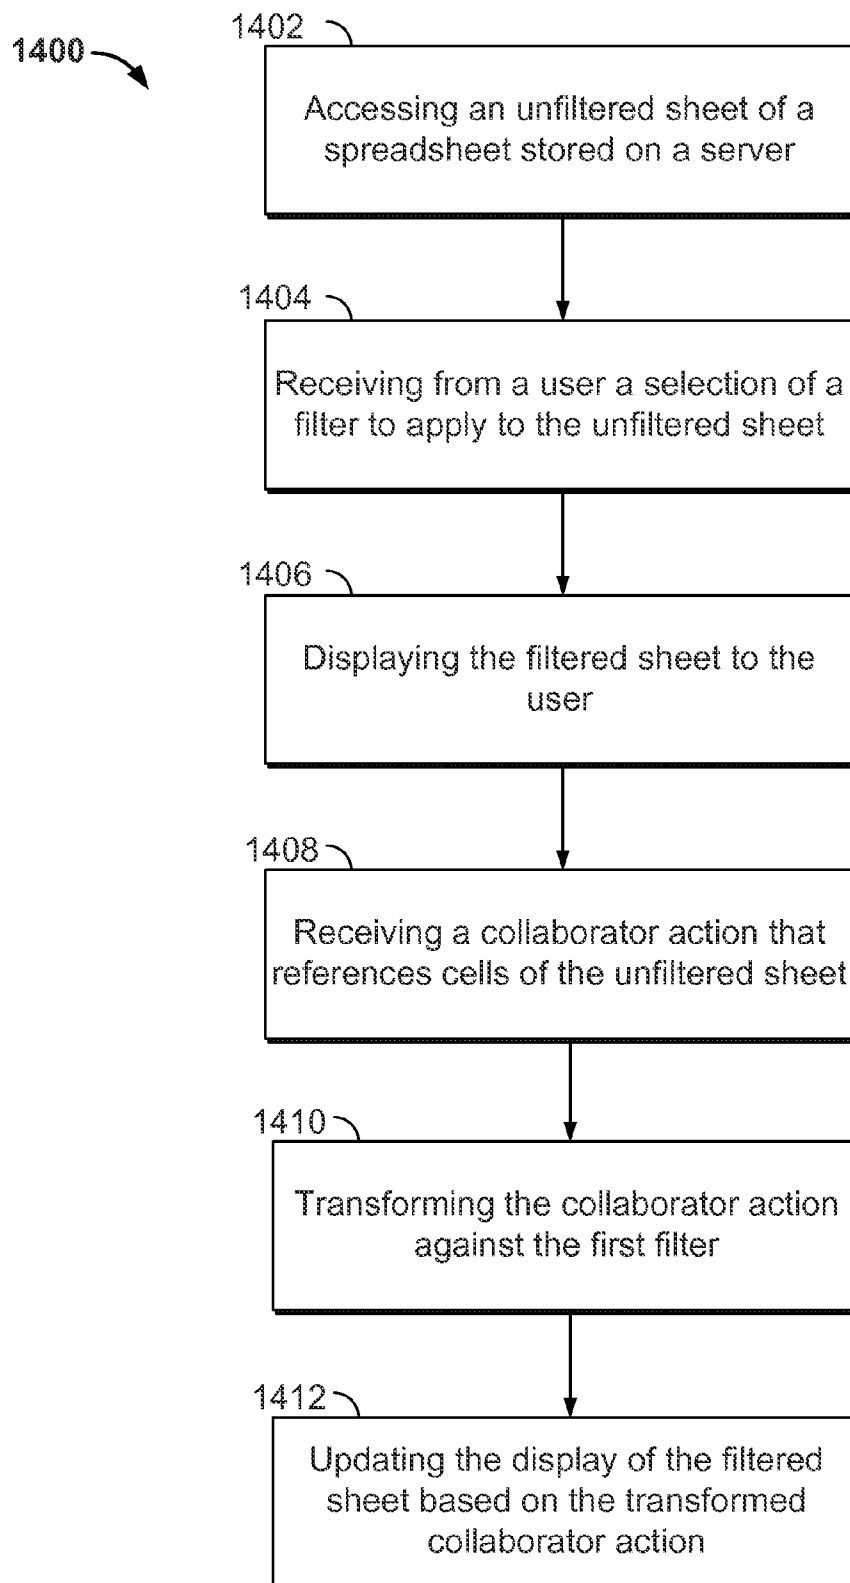 1400
1402
Accessing an unfiltered sheet of a
spreadsheet stored on a server
1404
Receiving from a user a selection of a
filter to apply to the unfiltered sheet
1406
Displaying the filtered sheet to the
user
1408
Receiving a collaborator action that
references cells of the unfiltered sheet
1410
Transforming the collaborator action
against the first filter
1412
Updating the display of the filtered
sheet based on the transformed
collaborator action